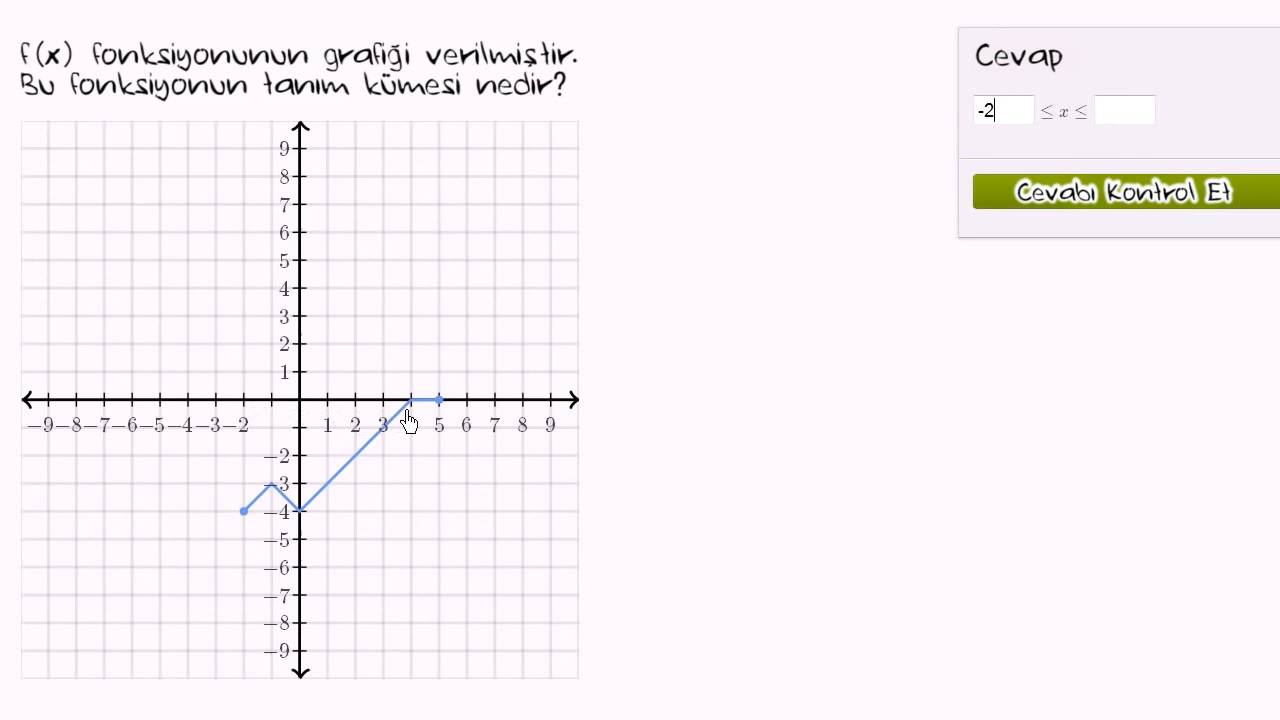 f(x) fonksiyonunun grafiği verilmiştir.
Bu fonksiyonun tanım kümesi nedir?
Cevap
-2 ≤ x ≤
Cevabı Kontrol Et
9
8
7
6
5
4
3
2
1
−9 −8 −7 −6 −5 −4 −3 −2 1 2 3 5 6 7 8 9
−2
−3
−4
−5
−6
−7
−8
−9